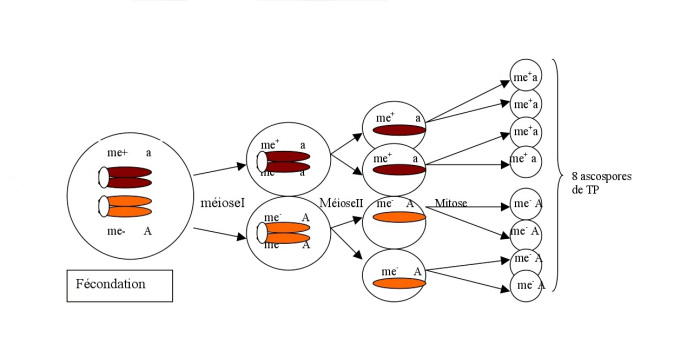 me+ a
me- A
Fécondation
méioseI
me⁺ a
me⁺ a
me⁻ A
me⁻ A
MéioseII
me⁺ a
me⁺ a
me⁻ A
me⁻ A
Mitose
me⁺a
me⁺a
me⁺a
me⁺ a
me⁻ A
me⁻ A
me⁻ A
me⁻ A
8 ascospores
de TP